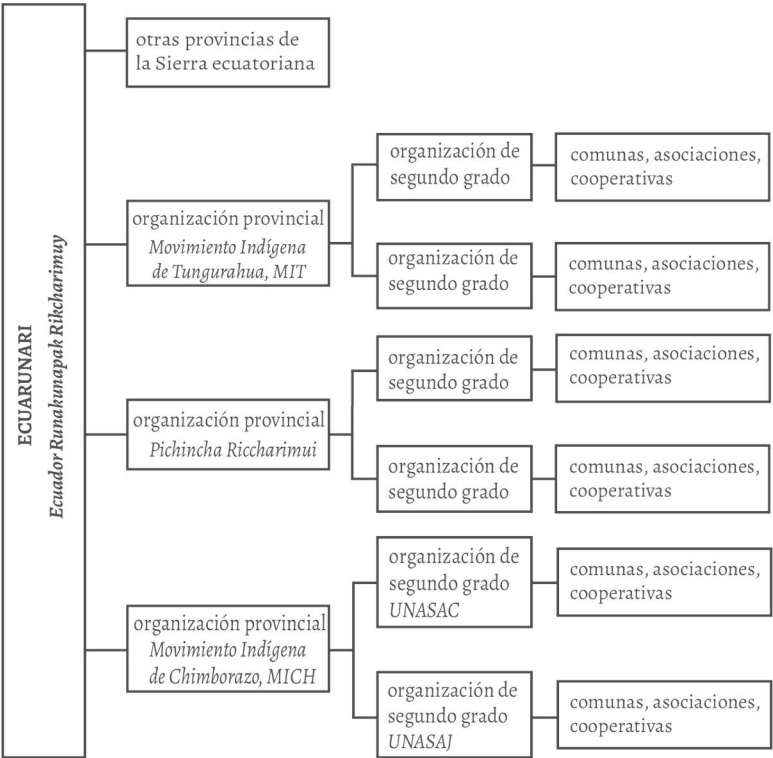 ECUARUNARI
Ecuador Runakunapak Rikcharimuy
otras provincias de
la Sierra ecuatoriana
organización provincial
Movimiento Indígena
de Tungurahua, MIT
organización de
segundo grado
comunas, asociaciones,
cooperativas
organización de
segundo grado
comunas, asociaciones,
cooperativas
organización provincial
Pichincha Riccharimui
organización de
segundo grado
comunas, asociaciones,
cooperativas
organización de
segundo grado
comunas, asociaciones,
cooperativas
organización provincial
Movimiento Indígena
de Chimborazo, MICH
organización de
segundo grado
UNASAC
comunas, asociaciones,
cooperativas
organización de
segundo grado
UNASAJ
comunas, asociaciones,
cooperativas